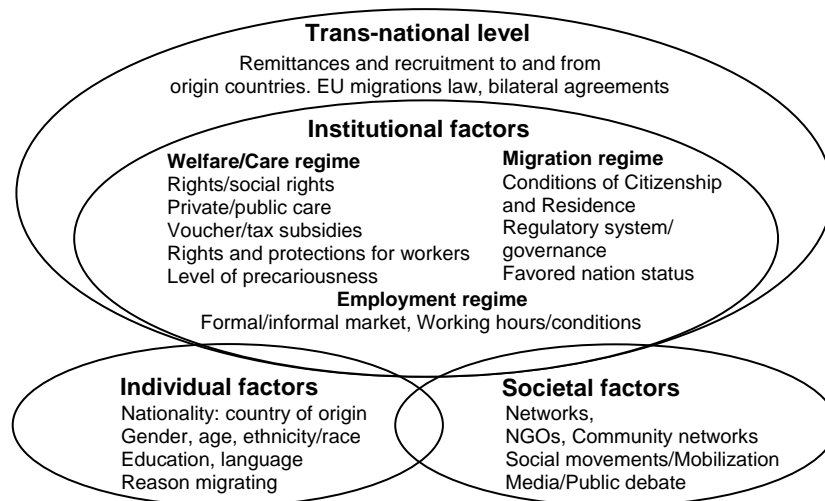 Trans-national level
Remittances and recruitment to and from
origin countries. EU migrations law, bilateral agreements
Institutional factors
Welfare/Care regime
Rights/social rights
Private/public care
Voucher/tax subsidies
Rights and protections for workers
Level of precariousness
Migration regime
Conditions of Citizenship
and Residence
Regulatory system/
governance
Favored nation status
Employment regime
Formal/informal market, Working hours/conditions
Individual factors
Nationality: country of origin
Gender, age, ethnicity/race
Education, language
Reason migrating
Societal factors
Networks,
NGOs, Community networks
Social movements/Mobilization
Media/Public debate